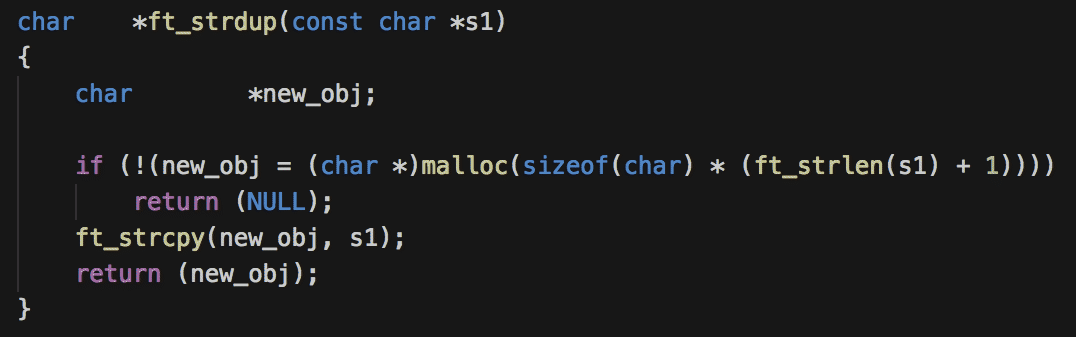 char    *ft_strdup(const char *s1)
{
    char        *new_obj;

    if (!(new_obj = (char *)malloc(sizeof(char) * (ft_strlen(s1) + 1))))
        return (NULL);
    ft_strcpy(new_obj, s1);
    return (new_obj);
}